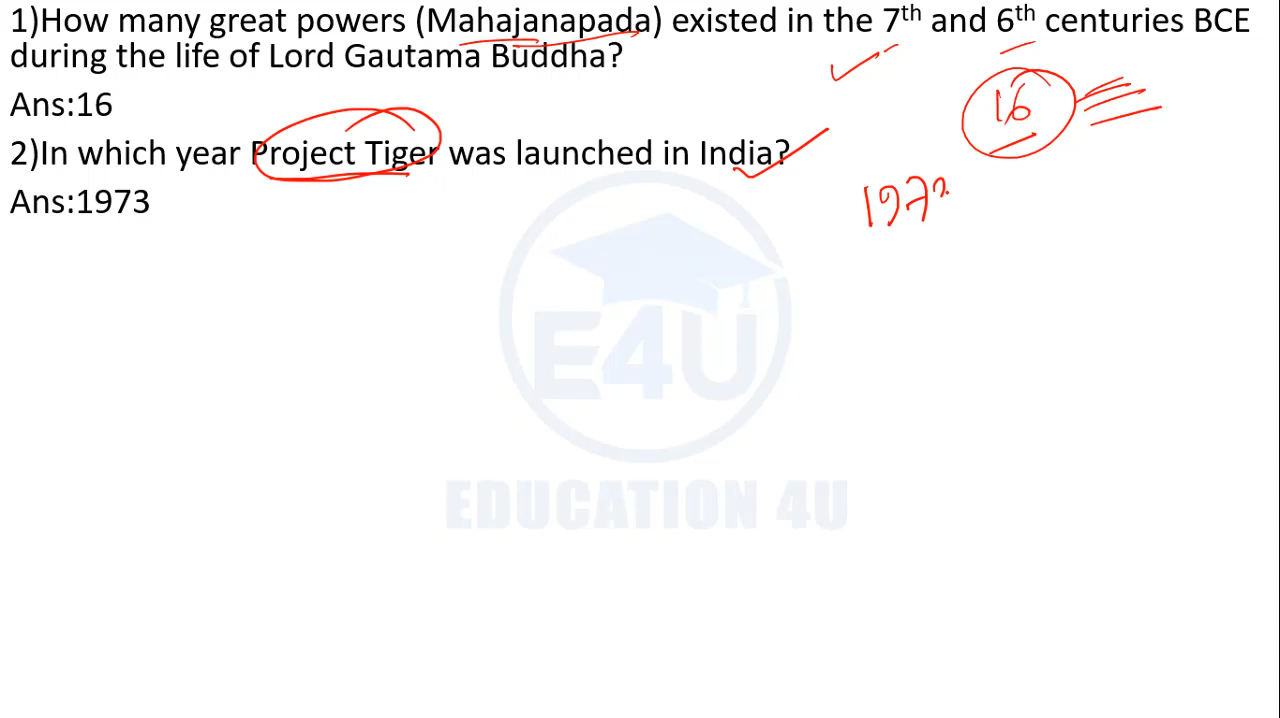 1)How many great powers (Mahajanapada) existed in the 7th and 6th centuries BCE
during the life of Lord Gautama Buddha?
16
Ans:16
2)In which year Project Tiger was launched in India?
Ans:1973
E4U
EDUCATION 4U